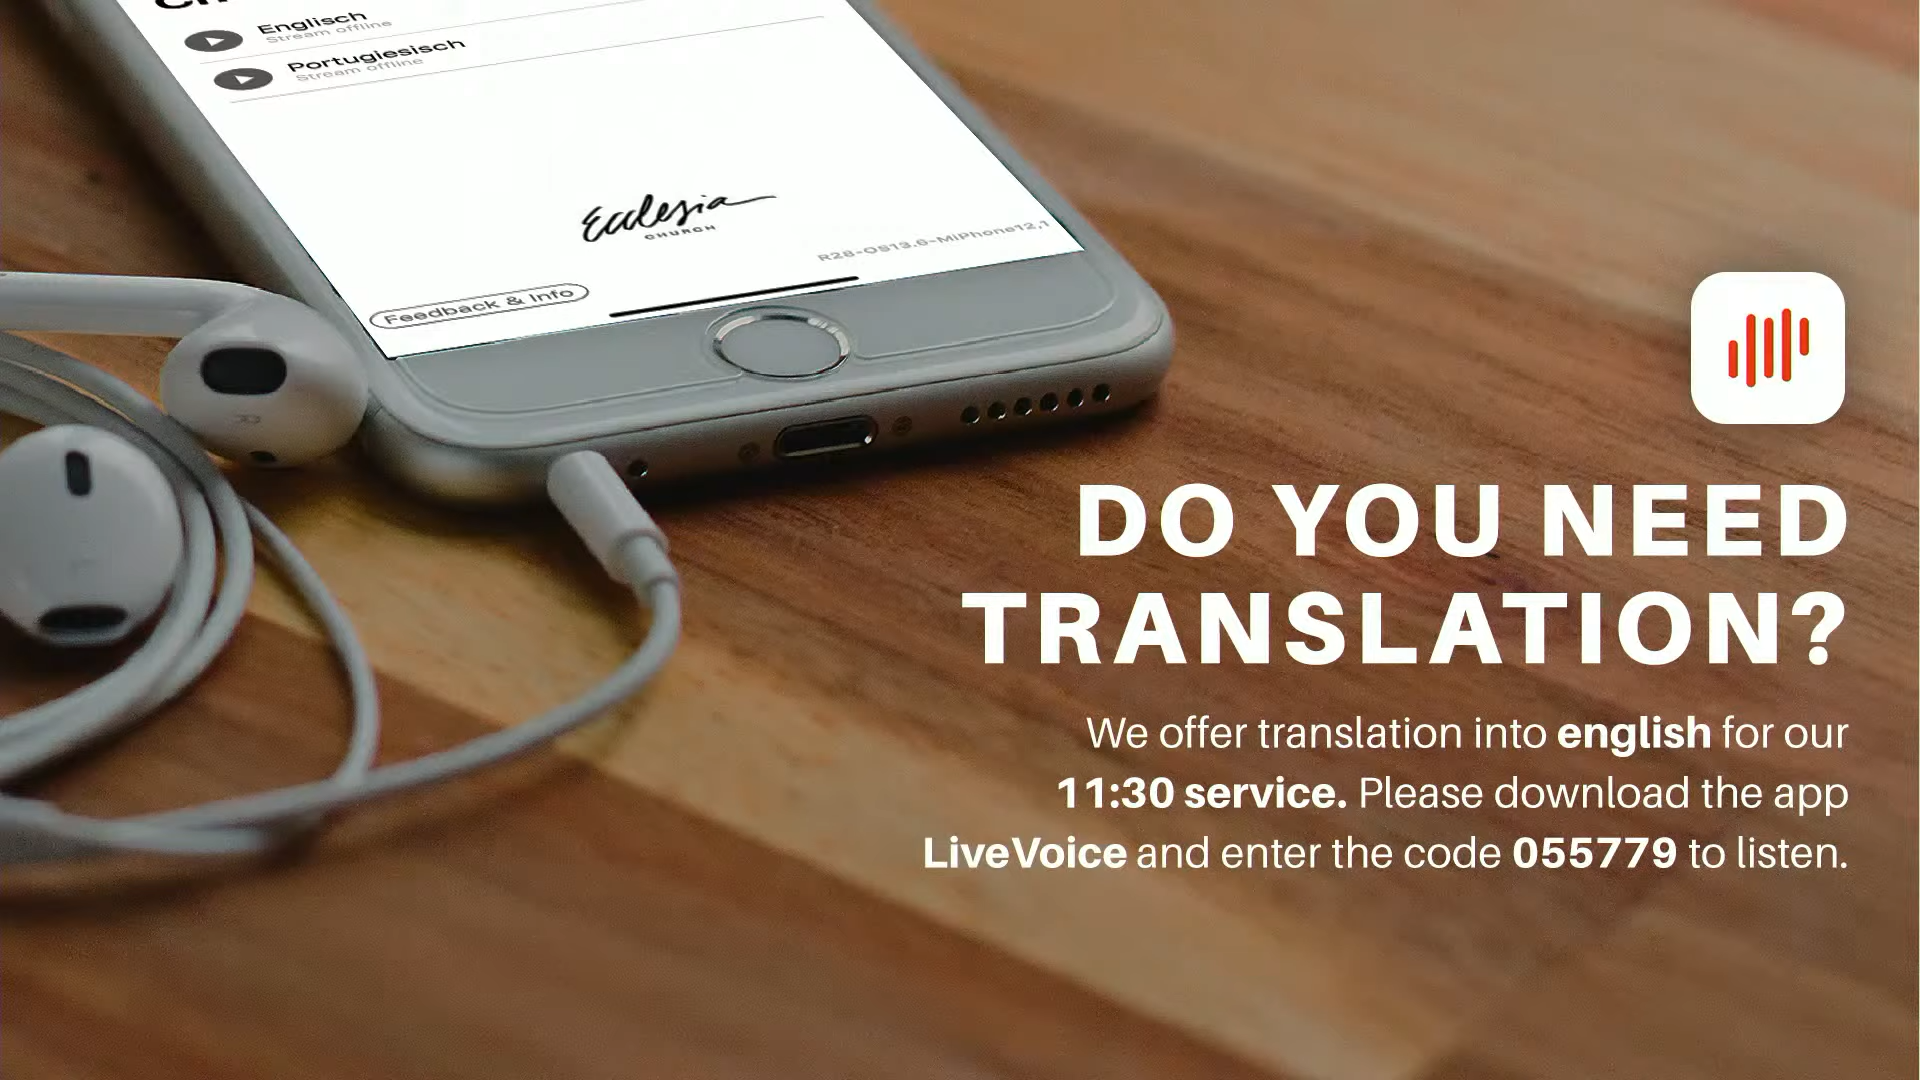 Englisch
Stream offline
Portugiesisch
Stream offline
Ecclesia
CHURCH
R28-OS13.6-MiPhone12,1
Feedback & Info
DO YOU NEED
TRANSLATION?
We offer translation into english for our
11:30 service. Please download the app
LiveVoice and enter the code 055779 to listen.